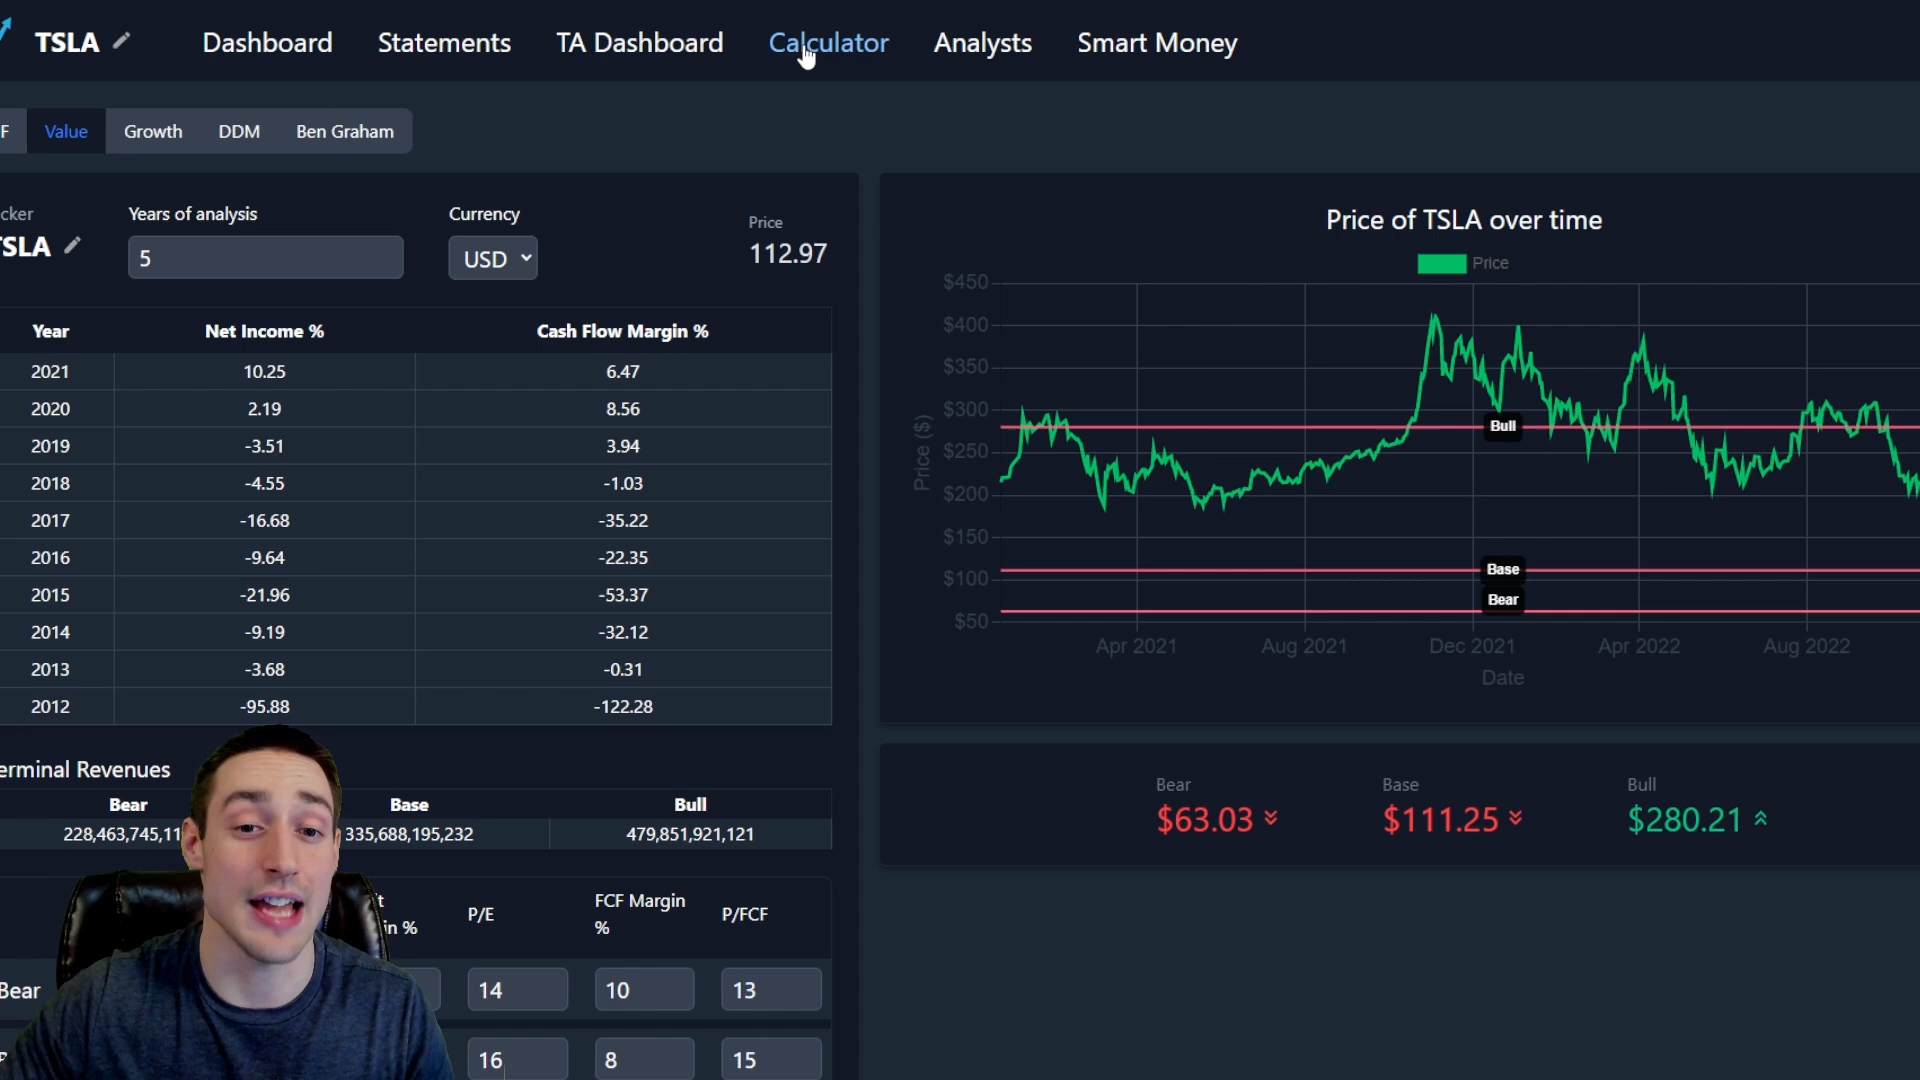 TSLA Dashboard Statements TA Dashboard Calculator Analysts Smart Money
F Value Growth DDM Ben Graham
cker Years of analysis Currency Price
TSLA 5 USD 112.97
Year Net Income % Cash Flow Margin %
2021 10.25 6.47
2020 2.19 8.56
2019 -3.51 3.94
2018 -4.55 -1.03
2017 -16.68 -35.22
2016 -9.64 -22.35
2015 -21.96 -53.37
2014 -9.19 -32.12
2013 -3.68 -0.31
2012 -95.88 -122.28
erminal Revenues
Bear Base Bull
228,463,745,11 335,688,195,232 479,851,921,121
t
in % P/E FCF Margin % P/FCF
Bear 14 10 13
16 8 15
Price of TSLA over time
Price
$450
$400
$350
$300
$250
$200
$150
$100
$50
Price ($)
Bull
Base
Bear
Apr 2021 Aug 2021 Dec 2021 Apr 2022 Aug 2022
Date
Bear Base Bull
$63.03 $111.25 $280.21